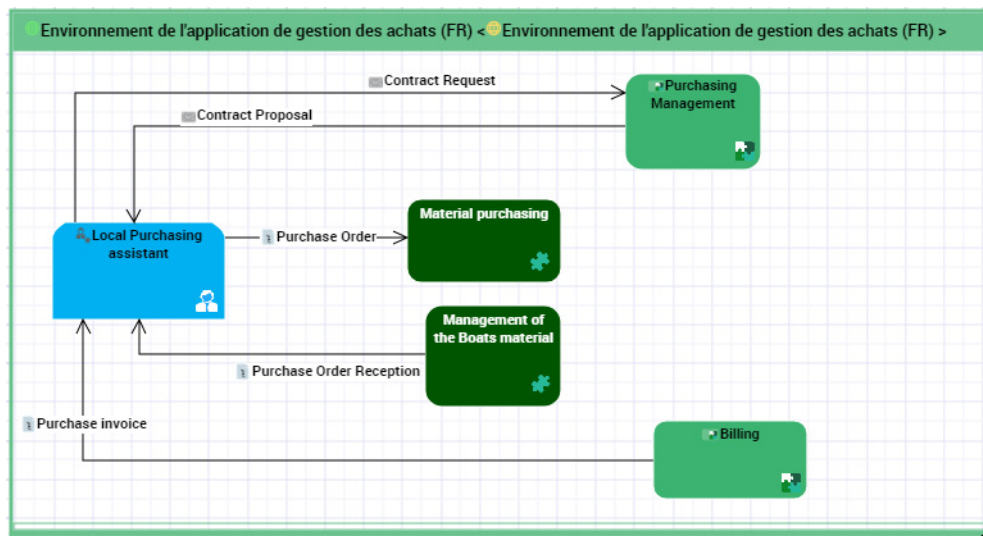 Environnement de l'application de gestion des achats (FR) < Environnement de l'application de gestion des achats (FR) >
Contract Request
Purchasing
Management
Contract Proposal
Local Purchasing
assistant
Purchase Order
Material purchasing
Management of
the Boats material
Purchase Order Reception
Purchase invoice
Billing